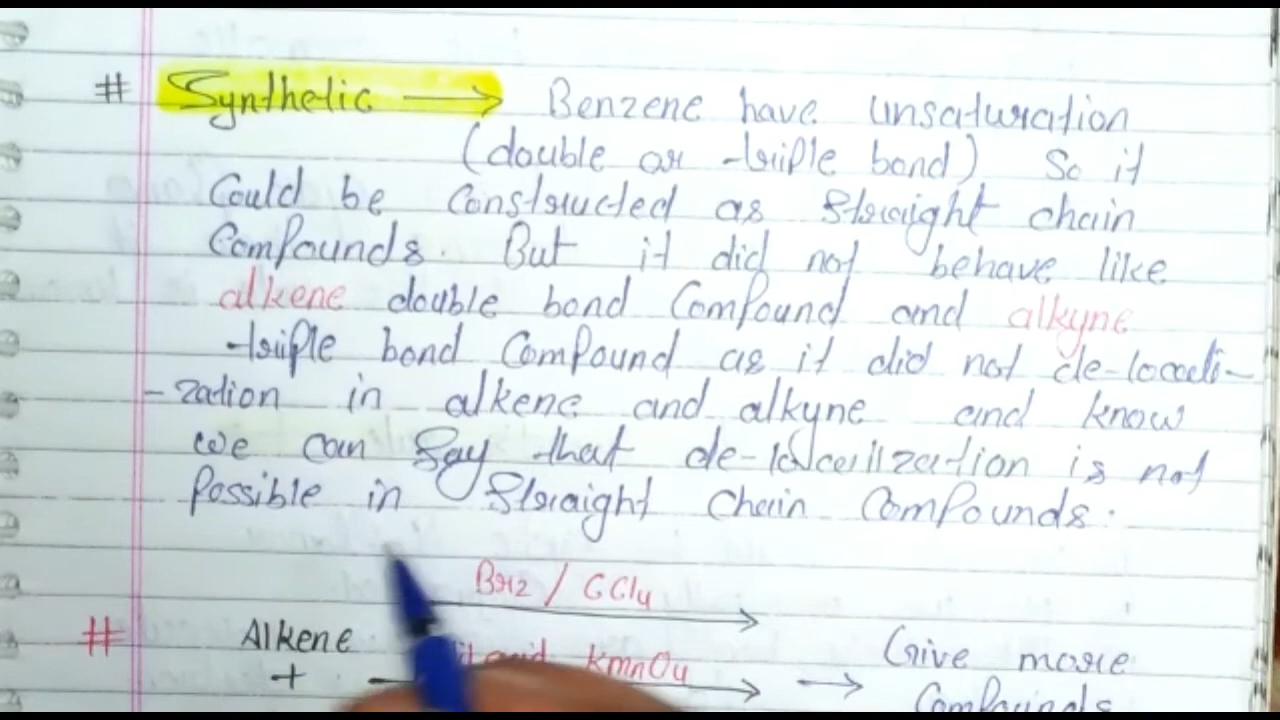 # Synthetic → Benzene have unsaturation
(double or triple bond) So it
Could be constructed as straight chain
Compounds. But it did not behave like
alkene double bond Compound and alkyne
triple bond Compound as it did not de-locali-
-zation in alkene and alkyne and know
we can say that de-localization is not
Possible in straight chain Compounds.
Br2 / CCl4
# Alkene
+
kmnO4
→ Give more
Compounds